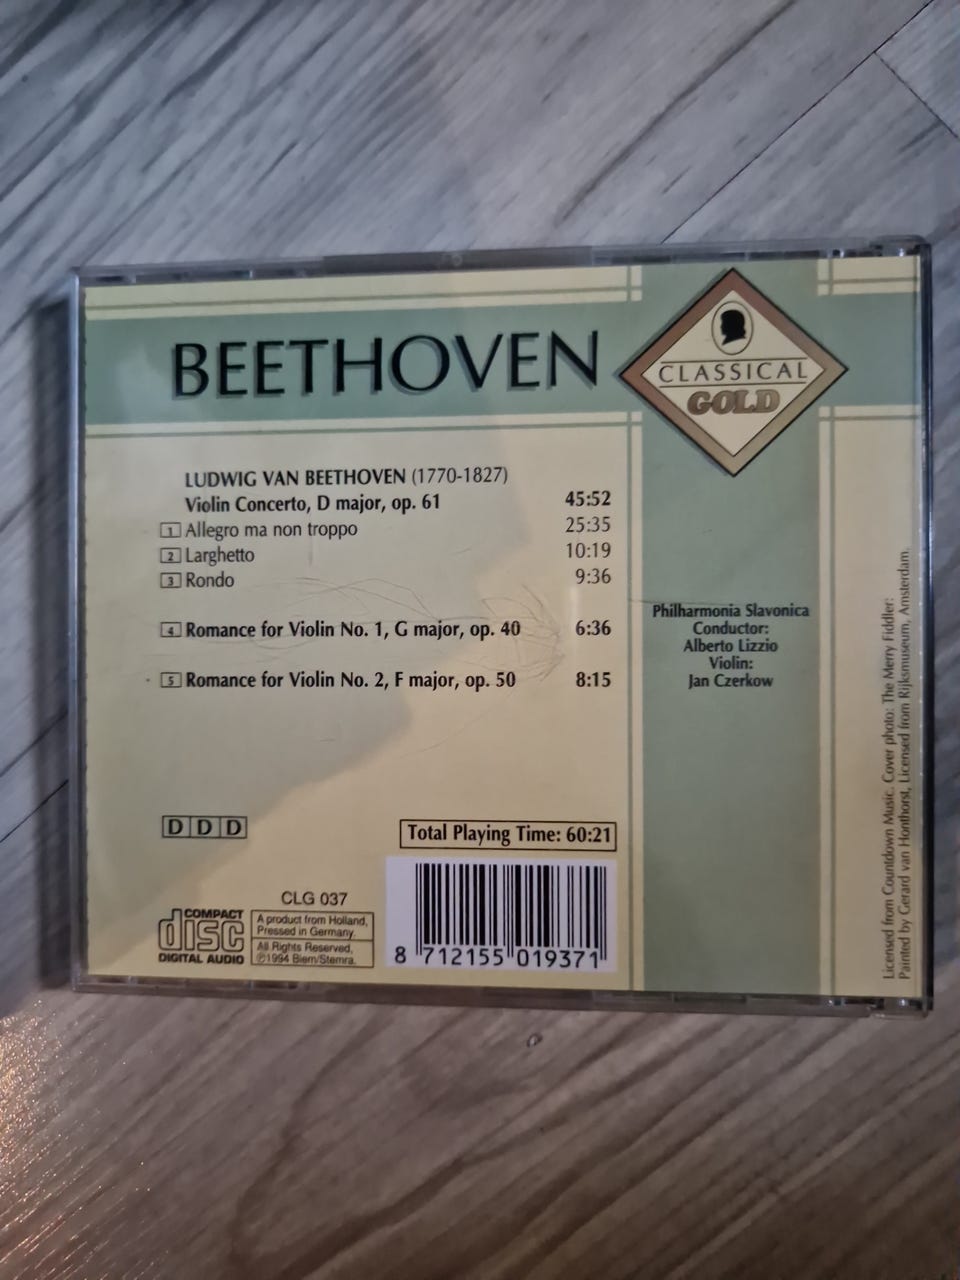 BEETHOVEN
CLASSICAL
GOLD
LUDWIG VAN BEETHOVEN (1770-1827)
Violin Concerto, D major, op. 61 45:52
1 Allegro ma non troppo 25:35
2 Larghetto 10:19
3 Rondo 9:36
4 Romance for Violin No. 1, G major, op. 40 6:36
5 Romance for Violin No. 2, F major, op. 50 8:15
Philharmonia Slavonica
Conductor:
Alberto Lizzio
Violin:
Jan Czerkow
DDD
Total Playing Time: 60:21
CLG 037
COMPACT
disc
DIGITAL AUDIO
A product from Holland,
Pressed in Germany.
All Rights Reserved,
℗1994 Biem/Stemra.
8 712155 019371
Licensed from Countdown Music. Cover photo: The Merry Fiddler:
Painted by Gerard van Honthorst, Licensed from Rijksmuseum, Amsterdam.